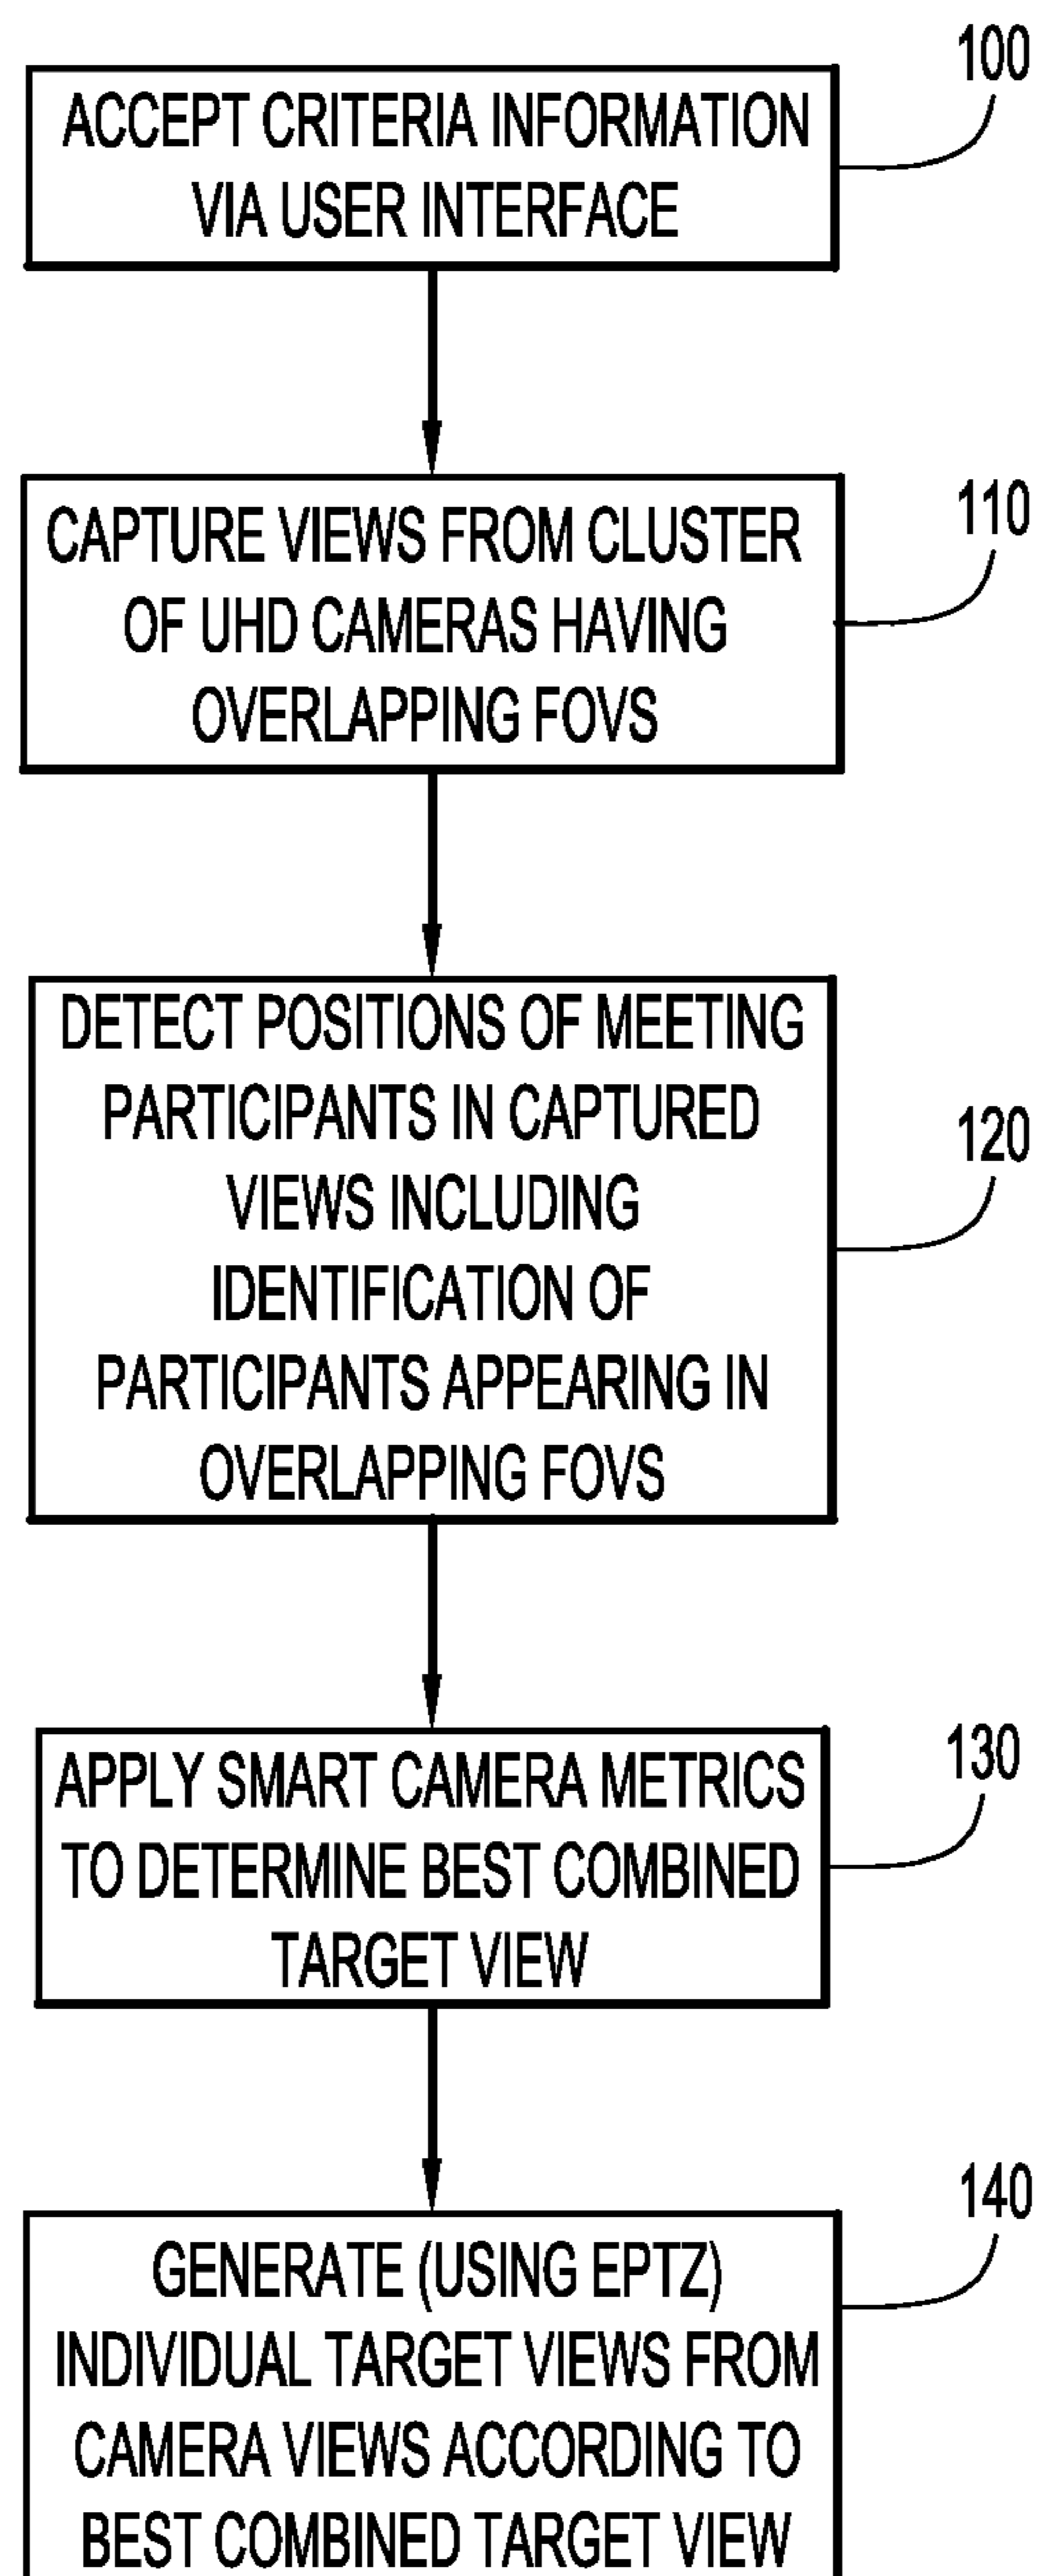 100
ACCEPT CRITERIA INFORMATION
VIA USER INTERFACE
110
CAPTURE VIEWS FROM CLUSTER
OF UHD CAMERAS HAVING
OVERLAPPING FOVS
120
DETECT POSITIONS OF MEETING
PARTICIPANTS IN CAPTURED
VIEWS INCLUDING
IDENTIFICATION OF
PARTICIPANTS APPEARING IN
OVERLAPPING FOVS
130
APPLY SMART CAMERA METRICS
TO DETERMINE BEST COMBINED
TARGET VIEW
140
GENERATE (USING EPTZ)
INDIVIDUAL TARGET VIEWS FROM
CAMERA VIEWS ACCORDING TO
BEST COMBINED TARGET VIEW